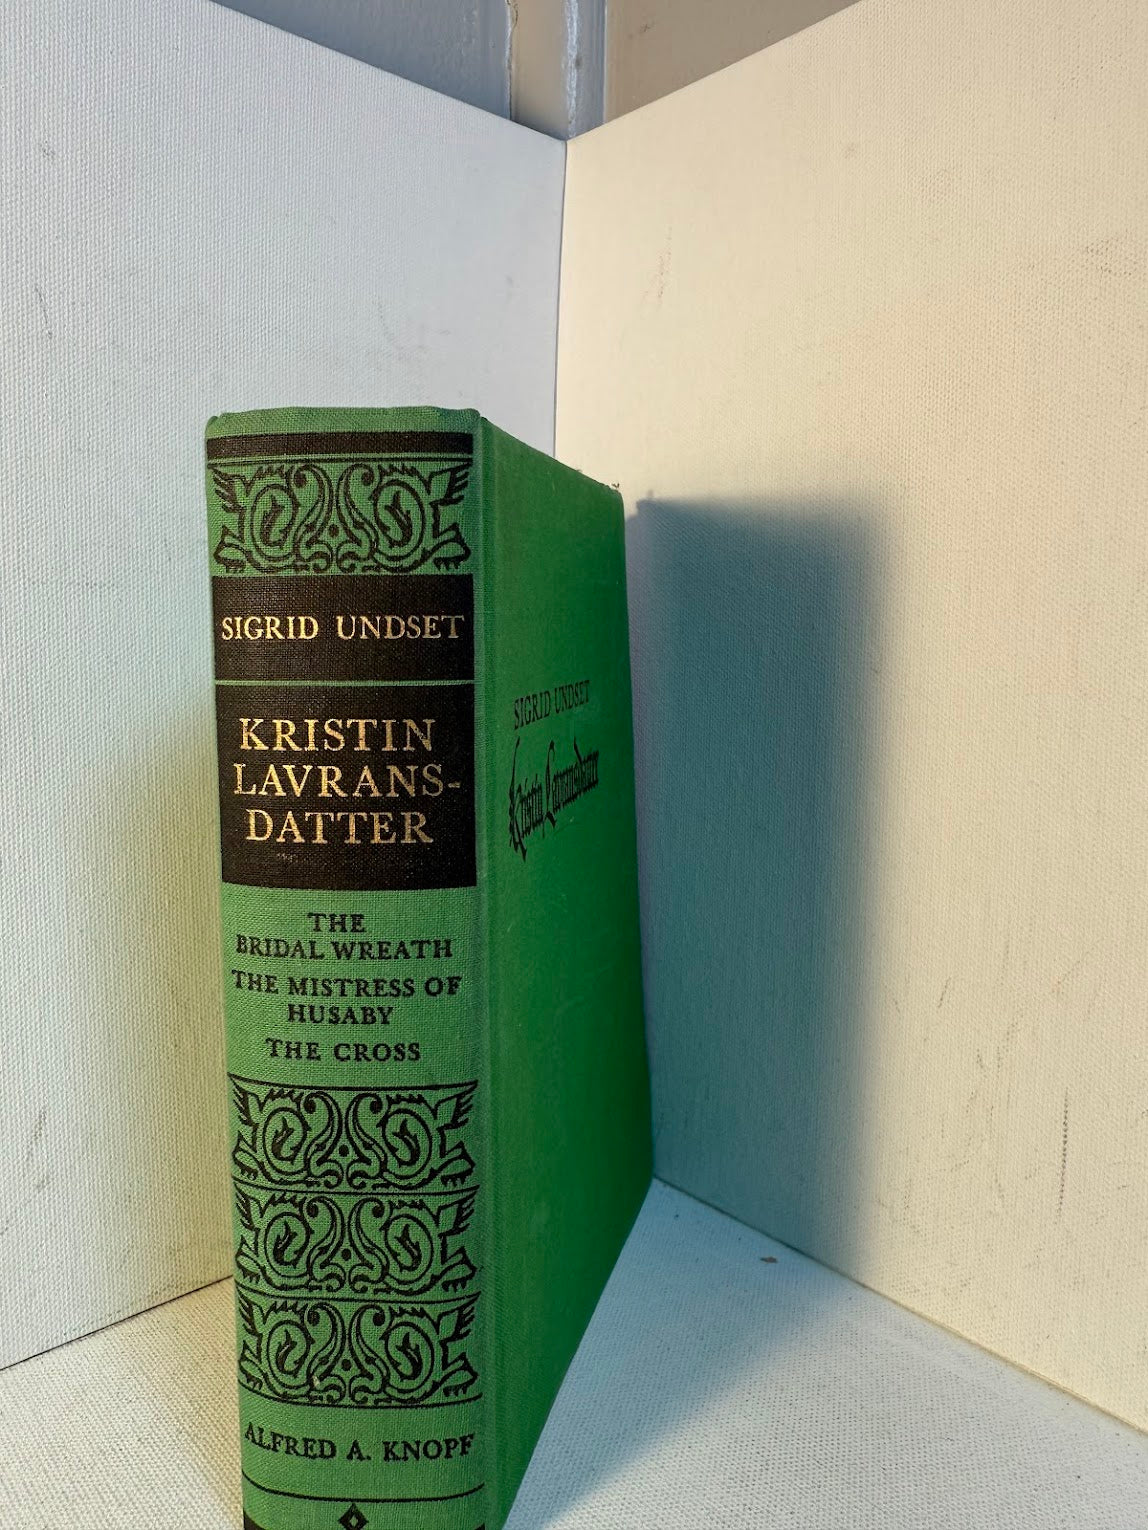 SIGRID UNDSET
KRISTIN
LAVRANS-
DATTER
THE
BRIDAL WREATH
THE MISTRESS OF
HUSABY
THE CROSS
ALFRED A. KNOPF
SIGRID UNDSET
Kristin Lavransdatter